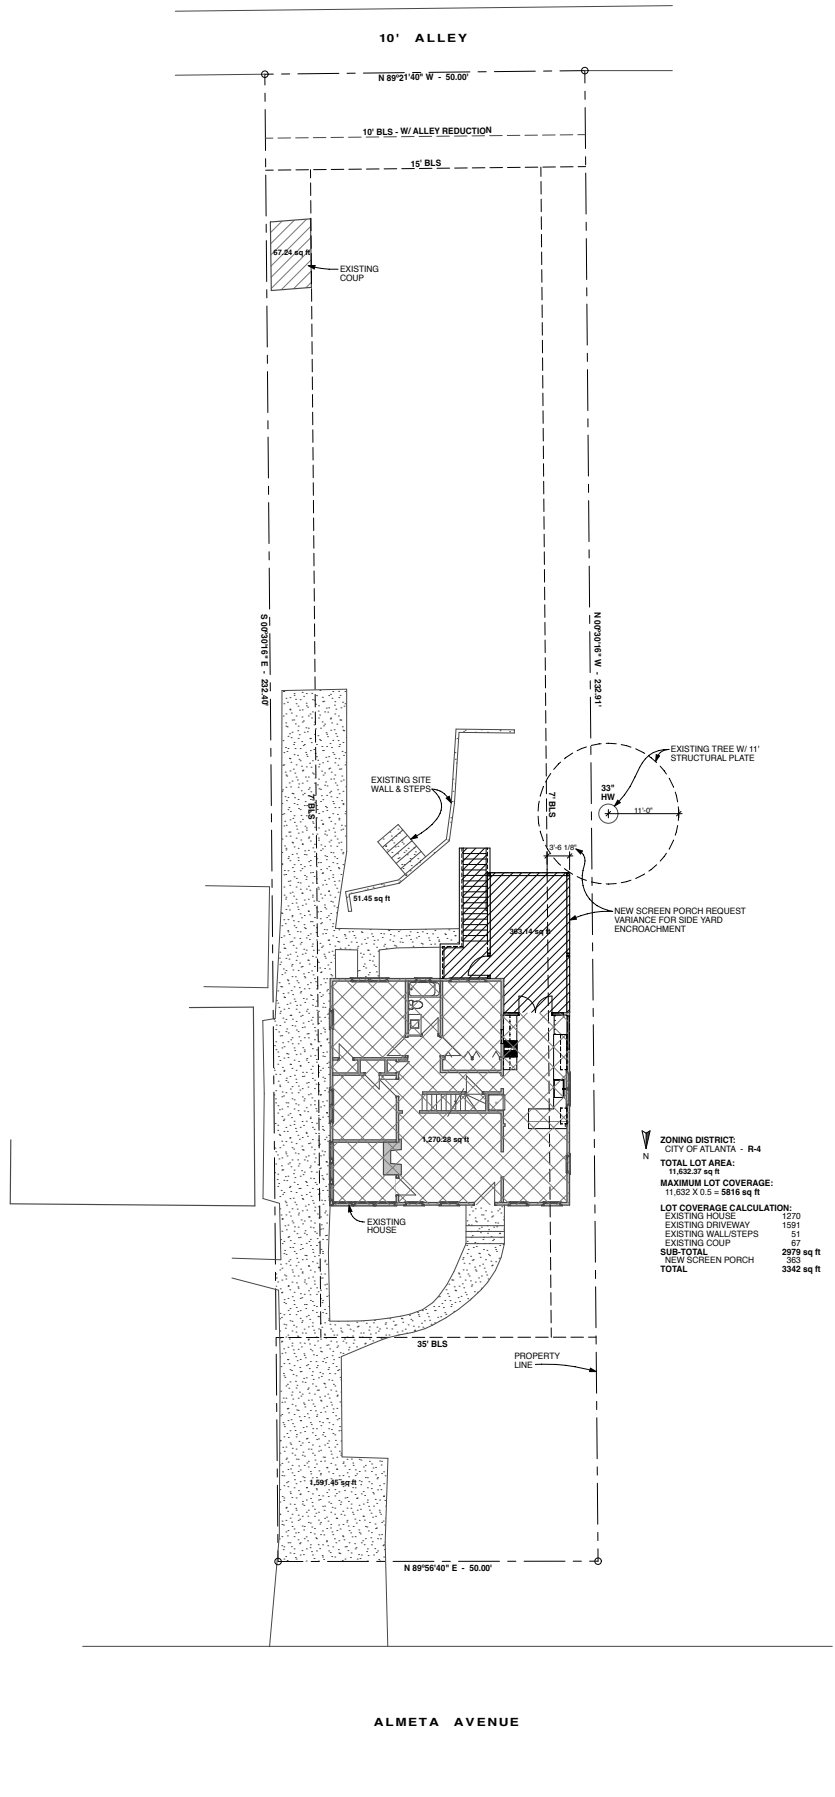 10' ALLEY
N 89°21'40" W - 50.00'
10' BLS - W/ ALLEY REDUCTION
15' BLS
67.24 sq ft
EXISTING
COUP
S 00°30'16" E - 232.40'
N 00°30'16" W - 232.91'
EXISTING TREE W/ 11'
STRUCTURAL PLATE
EXISTING SITE
WALL & STEPS
33"
HW
7' BLS
7' BLS
11'-0"
3'-6 1/8"
51.45 sq ft
NEW SCREEN PORCH REQUEST
VARIANCE FOR SIDE YARD
ENCROACHMENT
363.14 sq ft
1,270.28 sq ft
N
ZONING DISTRICT:
CITY OF ATLANTA - R-4
TOTAL LOT AREA:
11,632.37 sq ft
MAXIMUM LOT COVERAGE:
11,632 X 0.5 = 5816 sq ft
LOT COVERAGE CALCULATION:
EXISTING HOUSE 1270
EXISTING DRIVEWAY 1591
EXISTING WALL/STEPS 51
EXISTING COUP 67
SUB-TOTAL 2979 sq ft
NEW SCREEN PORCH 363
TOTAL 3342 sq ft
EXISTING
HOUSE
35' BLS
PROPERTY
LINE
1,591.45 sq ft
N 89°56'40" E - 50.00'
ALMETA AVENUE